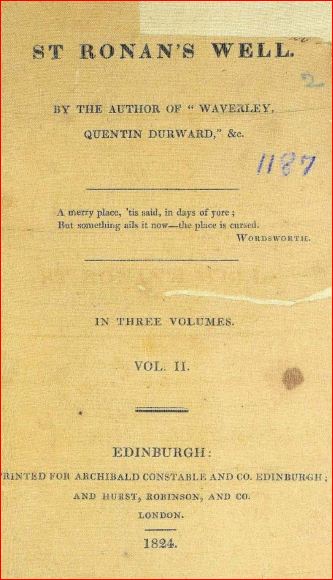 ST RONAN'S WELL.
2
BY THE AUTHOR OF " WAVERLEY,
QUENTIN DURWARD," &c.
1187
A merry place, 'tis said, in days of yore ;
But something ails it now—the place is cursed.
WORDSWORTH.
IN THREE VOLUMES.
VOL. II.
EDINBURGH:
PRINTED FOR ARCHIBALD CONSTABLE AND CO. EDINBURGH;
AND HURST, ROBINSON, AND CO.
LONDON.
1824.